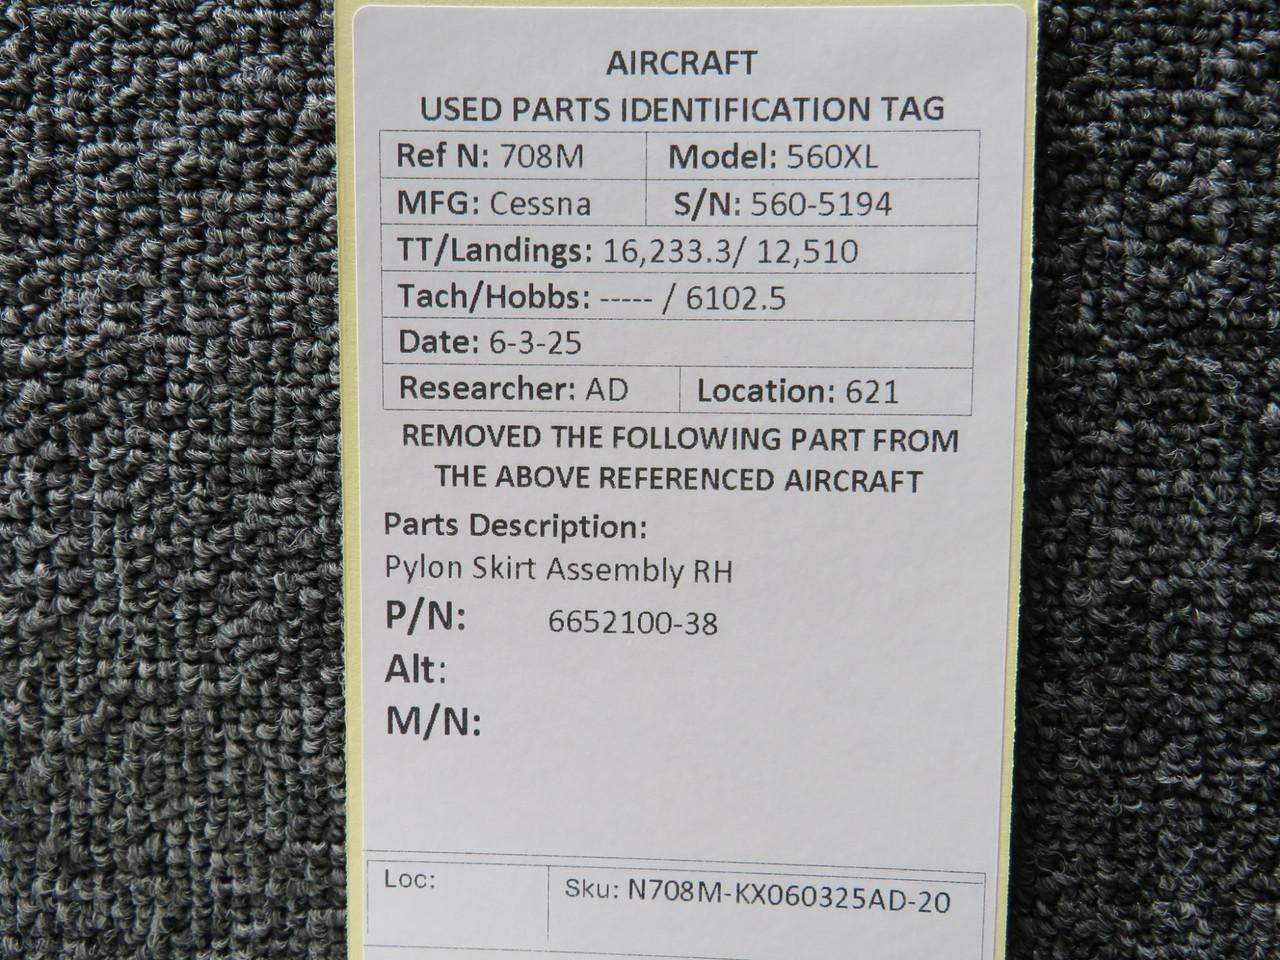 AIRCRAFT
USED PARTS IDENTIFICATION TAG
Ref N: 708M Model: 560XL
MFG: Cessna S/N: 560-5194
TT/Landings: 16,233.3/ 12,510
Tach/Hobbs: ----- / 6102.5
Date: 6-3-25
Researcher: AD Location: 621
REMOVED THE FOLLOWING PART FROM
THE ABOVE REFERENCED AIRCRAFT
Parts Description:
Pylon Skirt Assembly RH
P/N: 6652100-38
Alt:
M/N:
Loc: Sku: N708M-KX060325AD-20